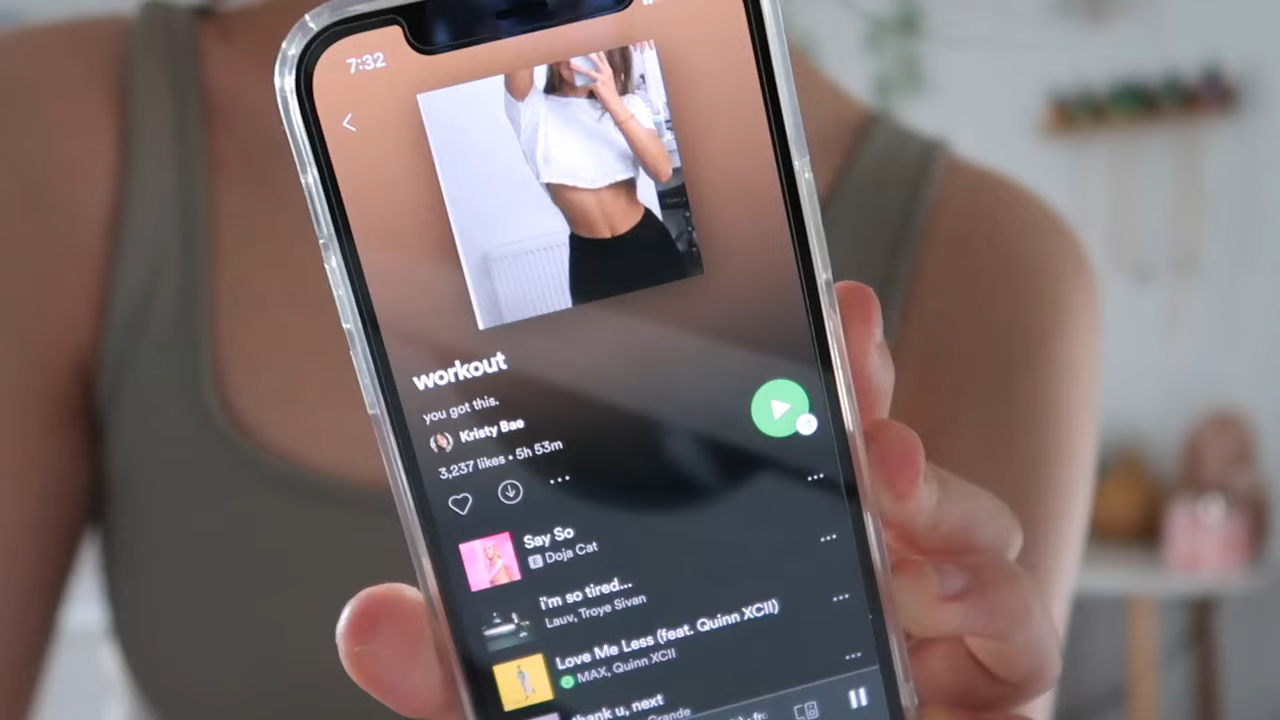 7:32
workout
you got this.
Kristy Bae
3,237 likes • 5h 53m
Say So
E Doja Cat
i'm so tired...
Lauv, Troye Sivan
Love Me Less (feat. Quinn XCII)
MAX, Quinn XCII
thank u, next
Grande